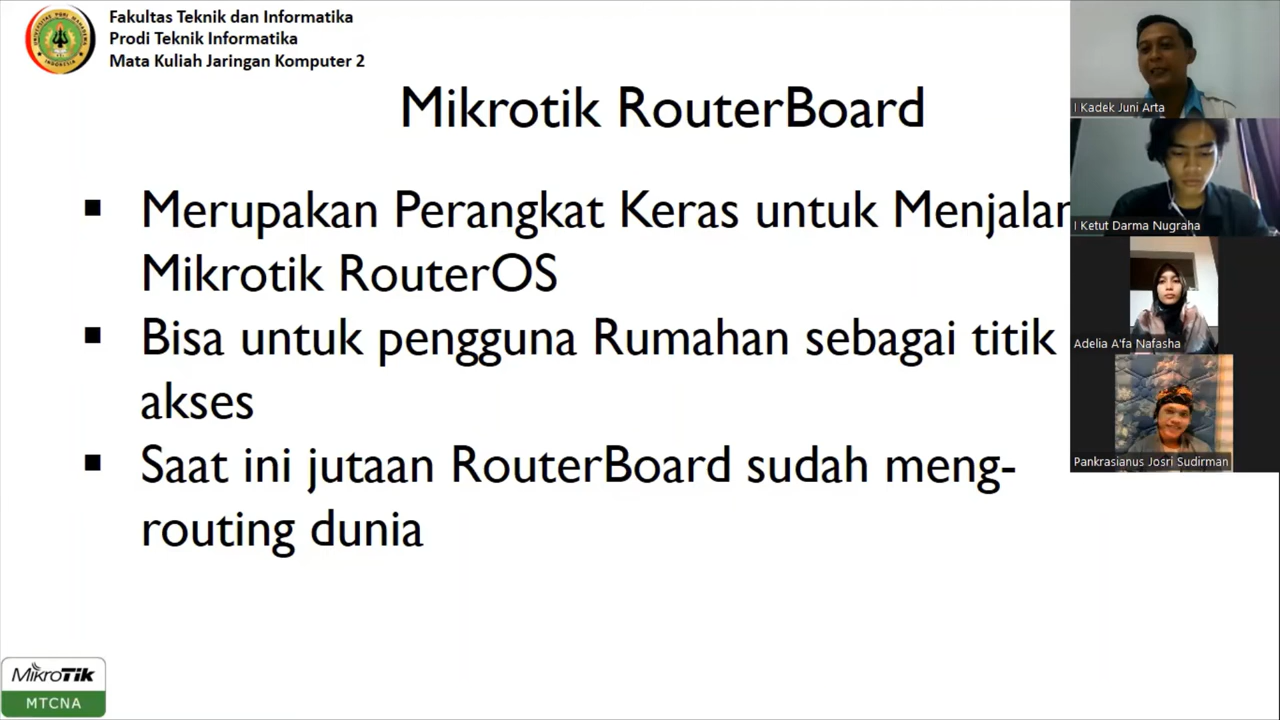 Fakultas Teknik dan Informatika
Prodi Teknik Informatika
Mata Kuliah Jaringan Komputer 2
Mikrotik RouterBoard
▪ Merupakan Perangkat Keras untuk Menjalan
Mikrotik RouterOS
▪ Bisa untuk pengguna Rumahan sebagai titik
akses
▪ Saat ini jutaan RouterBoard sudah meng-
routing dunia
MikroTik
MTCNA
I Kadek Juni Arta
I Ketut Darma Nugraha
Adelia A'fa Nafasha
Pankrasianus Josri Sudirman